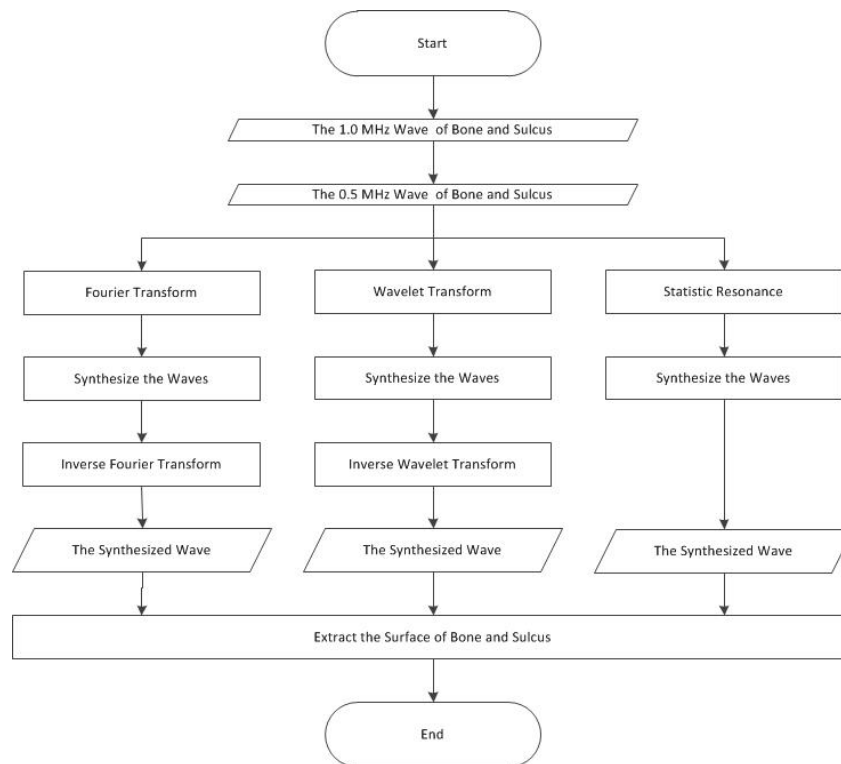 Start
The 1.0 MHz Wave of Bone and Sulcus
The 0.5 MHz Wave of Bone and Sulcus
Fourier Transform
Wavelet Transform
Statistic Resonance
Synthesize the Waves
Synthesize the Waves
Synthesize the Waves
Inverse Fourier Transform
Inverse Wavelet Transform
The Synthesized Wave
The Synthesized Wave
The Synthesized Wave
Extract the Surface of Bone and Sulcus
End